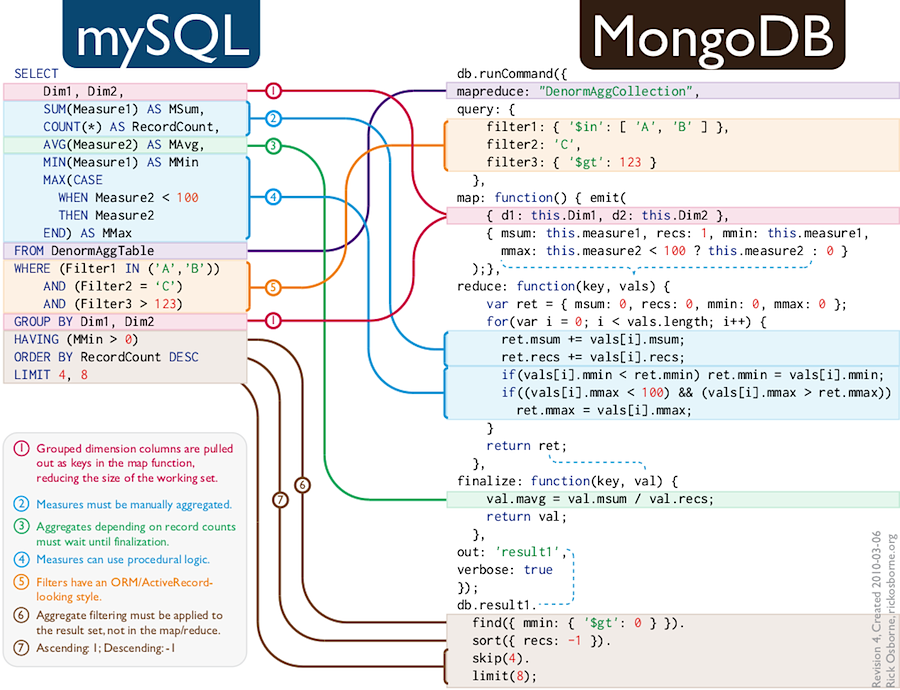 mySQL
SELECT
Dim1, Dim2,
SUM(Measure1) AS MSum,
COUNT(*) AS RecordCount,
AVG(Measure2) AS MAvg,
MIN(Measure1) AS MMin
MAX(CASE
WHEN Measure2 < 100
THEN Measure2
END) AS MMax
FROM DenormAggTable
WHERE (Filter1 IN ('A','B'))
AND (Filter2 = 'C')
AND (Filter3 > 123)
GROUP BY Dim1, Dim2
HAVING (MMin > 0)
ORDER BY RecordCount DESC
LIMIT 4, 8
1
2
3
4
5
1
6
7
1 Grouped dimension columns are pulled
out as keys in the map function,
reducing the size of the working set.
2 Measures must be manually aggregated.
3 Aggregates depending on record counts
must wait until finalization.
4 Measures can use procedural logic.
5 Filters have an ORM/ActiveRecord-
looking style.
6 Aggregate filtering must be applied to
the result set, not in the map/reduce.
7 Ascending: 1; Descending: -1
MongoDB
db.runCommand({
mapreduce: "DenormAggCollection",
query: {
filter1: { '$in': [ 'A', 'B' ] },
filter2: 'C',
filter3: { '$gt': 123 }
},
map: function() { emit(
{ d1: this.Dim1, d2: this.Dim2 },
{ msum: this.measure1, recs: 1, mmin: this.measure1,
mmax: this.measure2 < 100 ? this.measure2 : 0 }
);},
reduce: function(key, vals) {
var ret = { msum: 0, recs: 0, mmin: 0, mmax: 0 };
for(var i = 0; i < vals.length; i++) {
ret.msum += vals[i].msum;
ret.recs += vals[i].recs;
if(vals[i].mmin < ret.mmin) ret.mmin = vals[i].mmin;
if((vals[i].mmax < 100) && (vals[i].mmax > ret.mmax))
ret.mmax = vals[i].mmax;
}
return ret;
},
finalize: function(key, val) {
val.mavg = val.msum / val.recs;
return val;
},
out: 'result1',
verbose: true
});
db.result1.
find({ mmin: { '$gt': 0 } }).
sort({ recs: -1 }).
skip(4).
limit(8);
Revision 4, Created 2010-03-06
Rick Osborne, rickosborne.org